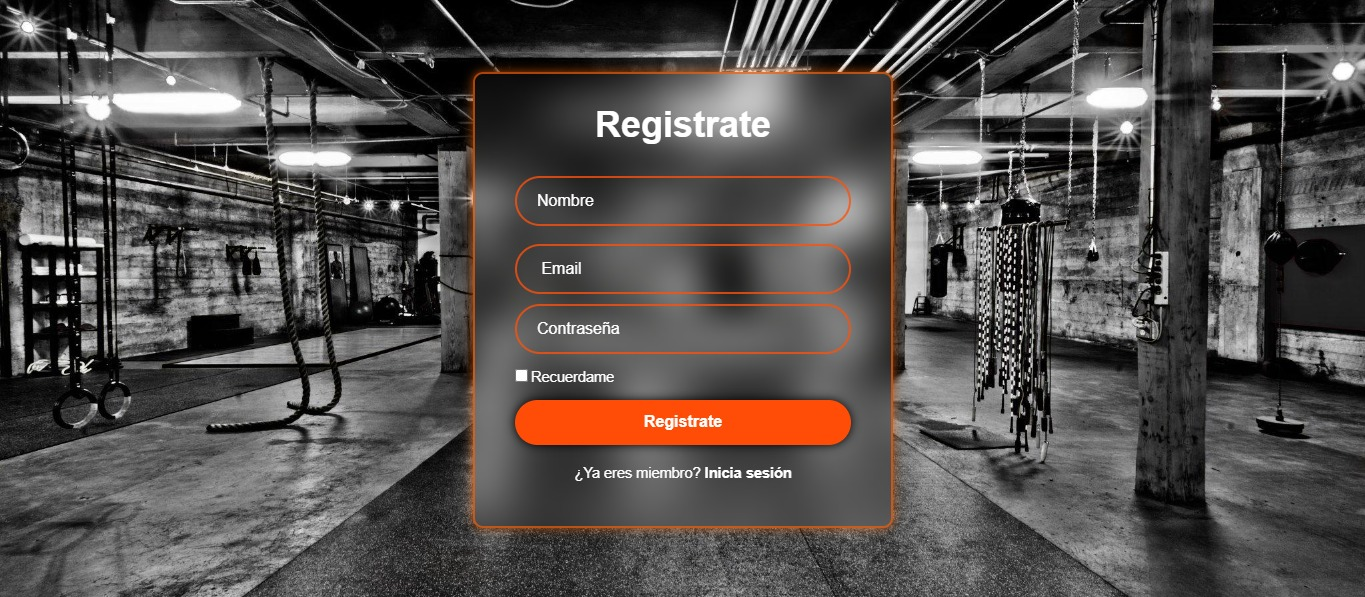 Registrate
Nombre
Email
Contraseña
Recuerdame
Registrate
¿Ya eres miembro? Inicia sesión